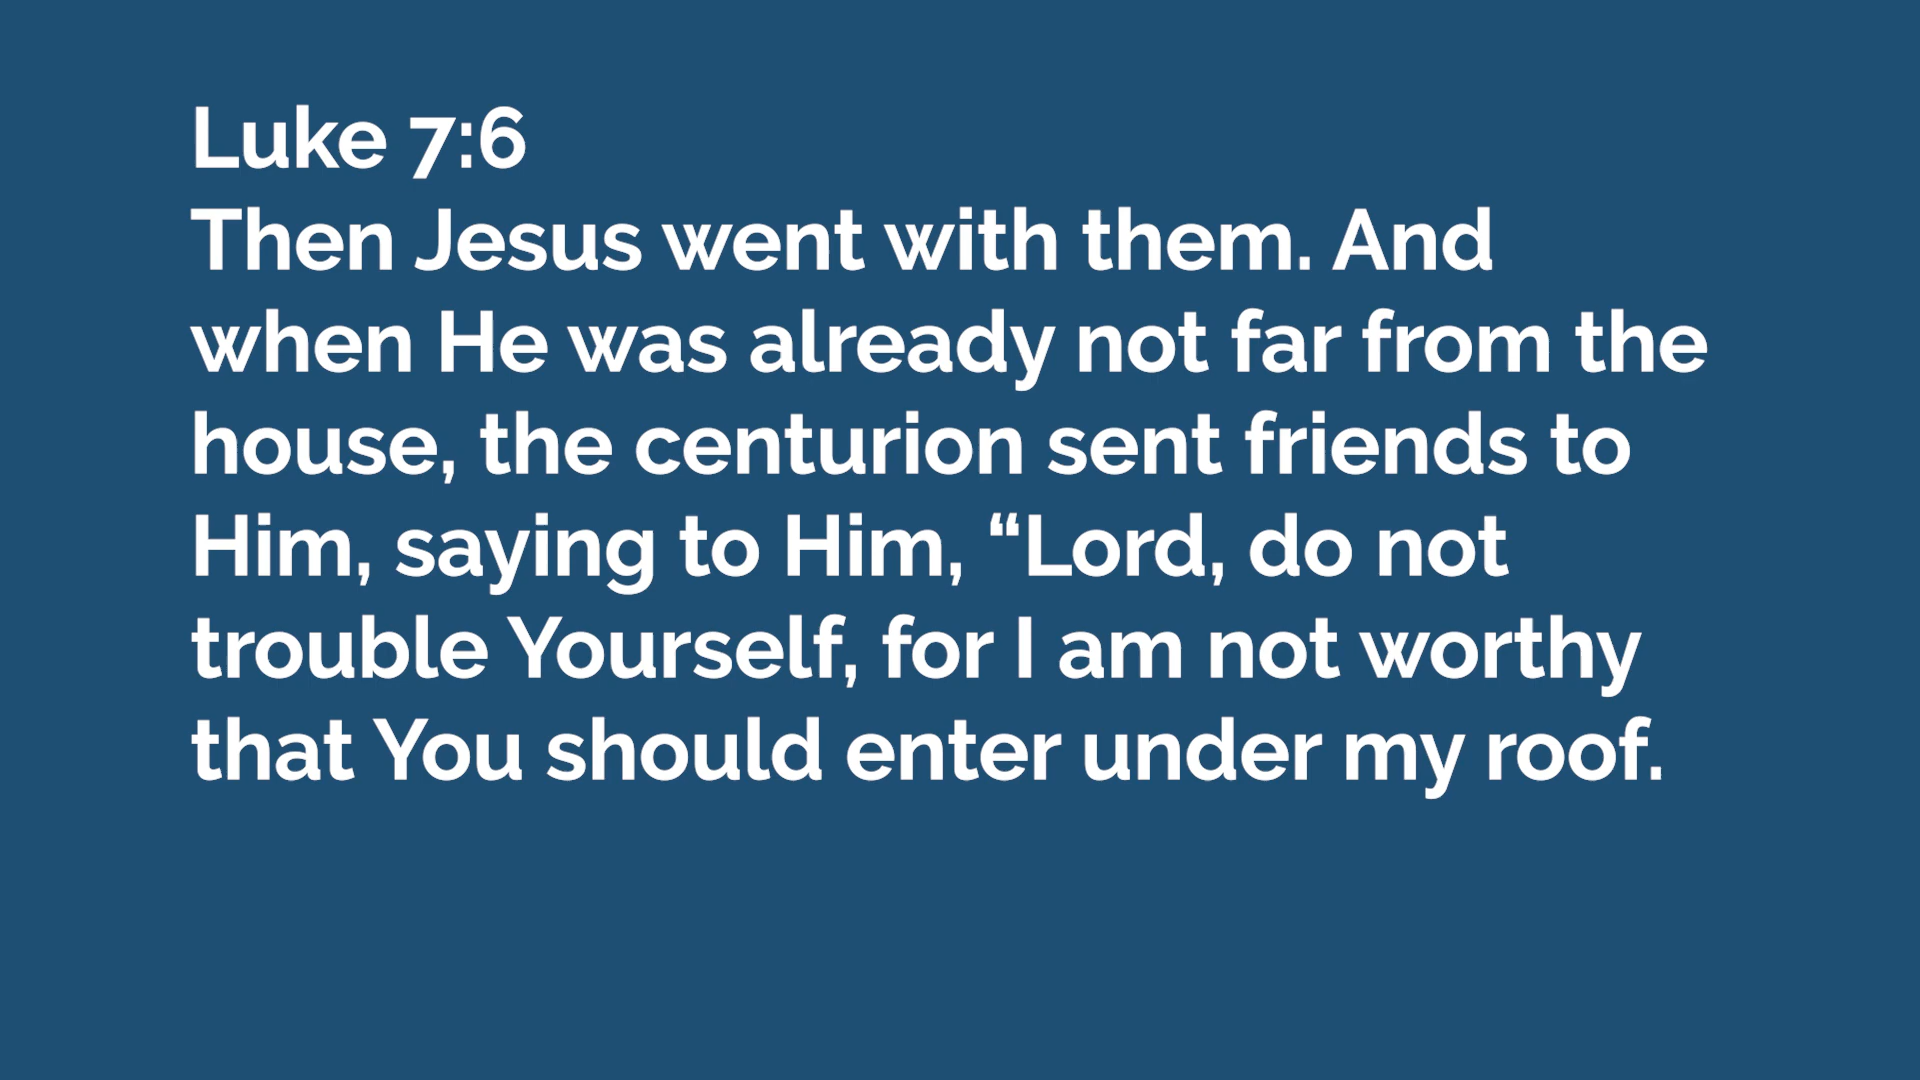 Luke 7:6
Then Jesus went with them. And
when He was already not far from the
house, the centurion sent friends to
Him, saying to Him, “Lord, do not
trouble Yourself, for I am not worthy
that You should enter under my roof.